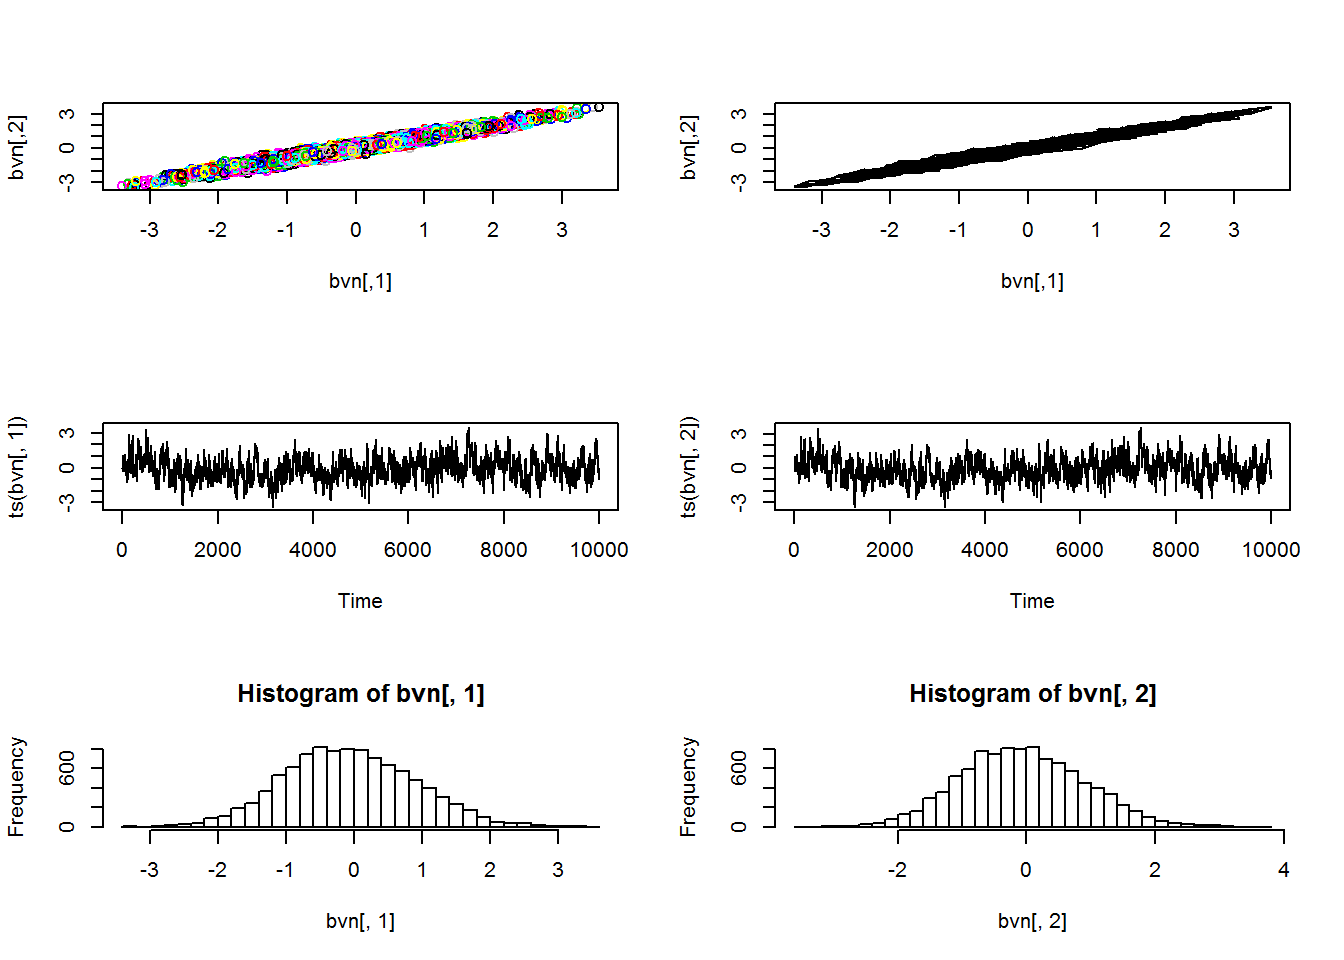 bvn[,2]
3
0
-3
-3 -2 -1 0 1 2 3
bvn[,1]
bvn[,2]
3
0
-3
-3 -2 -1 0 1 2 3
bvn[,1]
ts(bvn[, 1])
3
0
-3
0 2000 4000 6000 8000 10000
Time
ts(bvn[, 2])
3
0
-3
0 2000 4000 6000 8000 10000
Time
Histogram of bvn[, 1]
Frequency
600
0
-3 -2 -1 0 1 2 3
bvn[, 1]
Histogram of bvn[, 2]
Frequency
600
0
-2 0 2 4
bvn[, 2]